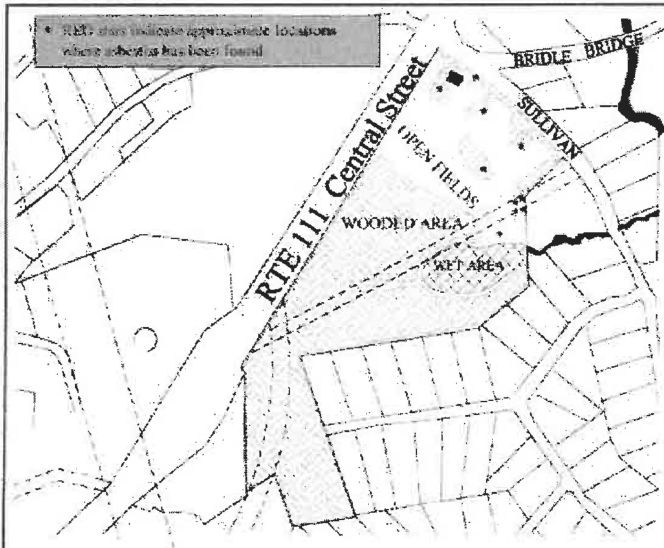 * RED stars indicate approximate locations
where asbestos has been found
BRIDLE BRIDGE
SULLIVAN
RTE 111 Central Street
OPEN FIELDS
WOODED AREA
WET AREA